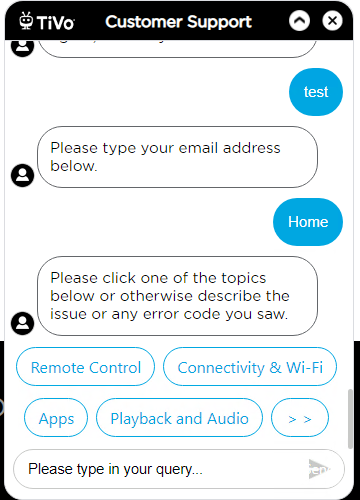 TiVo Customer Support
test
Please type your email address
below.
Home
Please click one of the topics
below or otherwise describe the
issue or any error code you saw.
Remote Control
Connectivity & Wi-Fi
Apps
Playback and Audio
> >
Please type in your query...